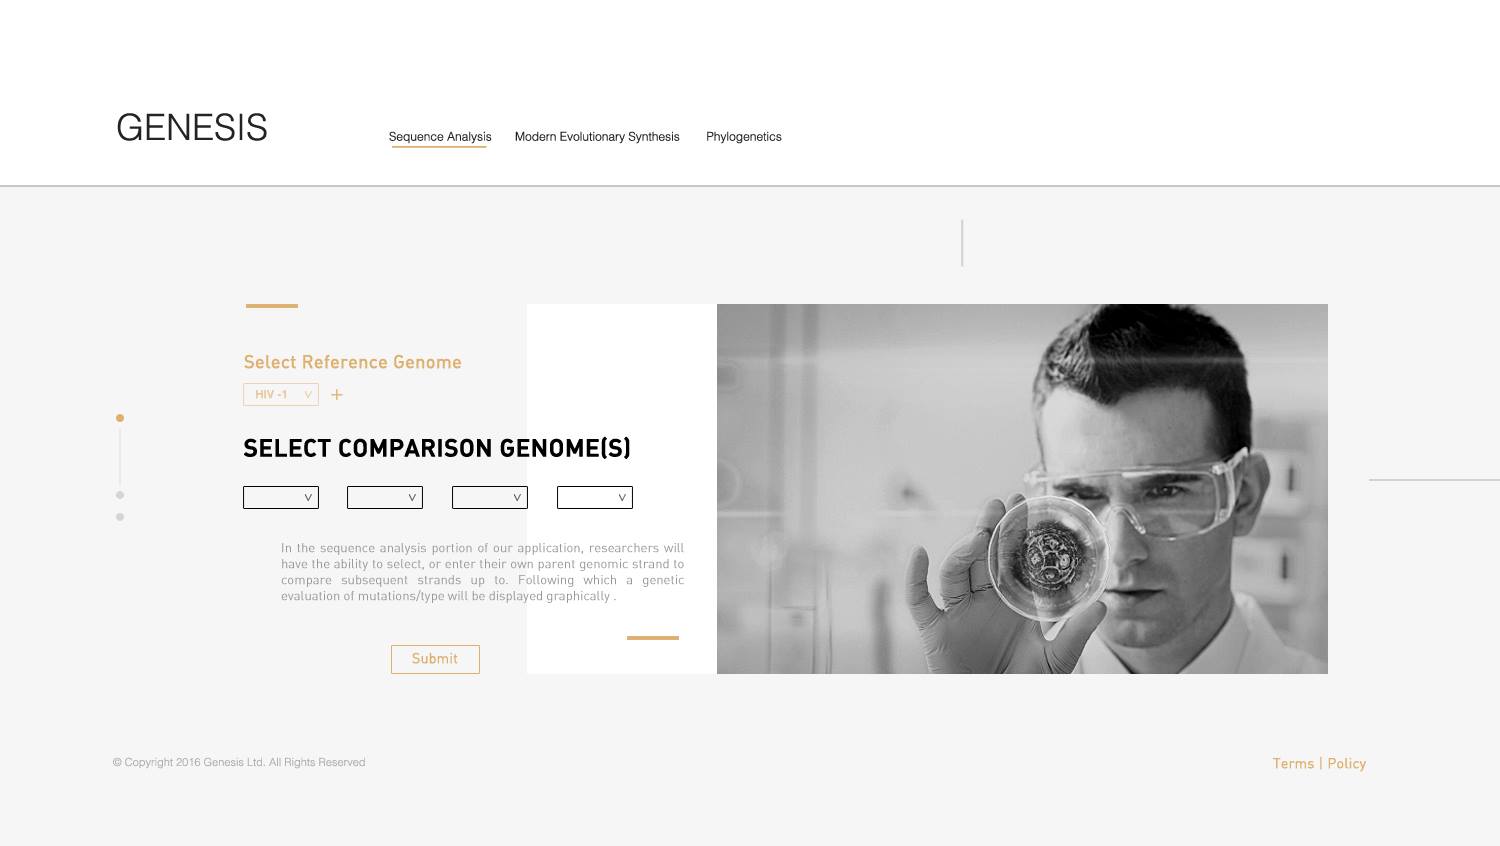 GENESIS
Sequence Analysis Modern Evolutionary Synthesis Phylogenetics
Select Reference Genome
HIV -1 V +
SELECT COMPARISON GENOME(S)
V V V V
In the sequence analysis portion of our application, researchers will
have the ability to select, or enter their own parent genomic strand to
compare subsequent strands up to. Following which a genetic
evaluation of mutations/type will be displayed graphically .
Submit
© Copyright 2016 Genesis Ltd. All Rights Reserved
Terms | Policy